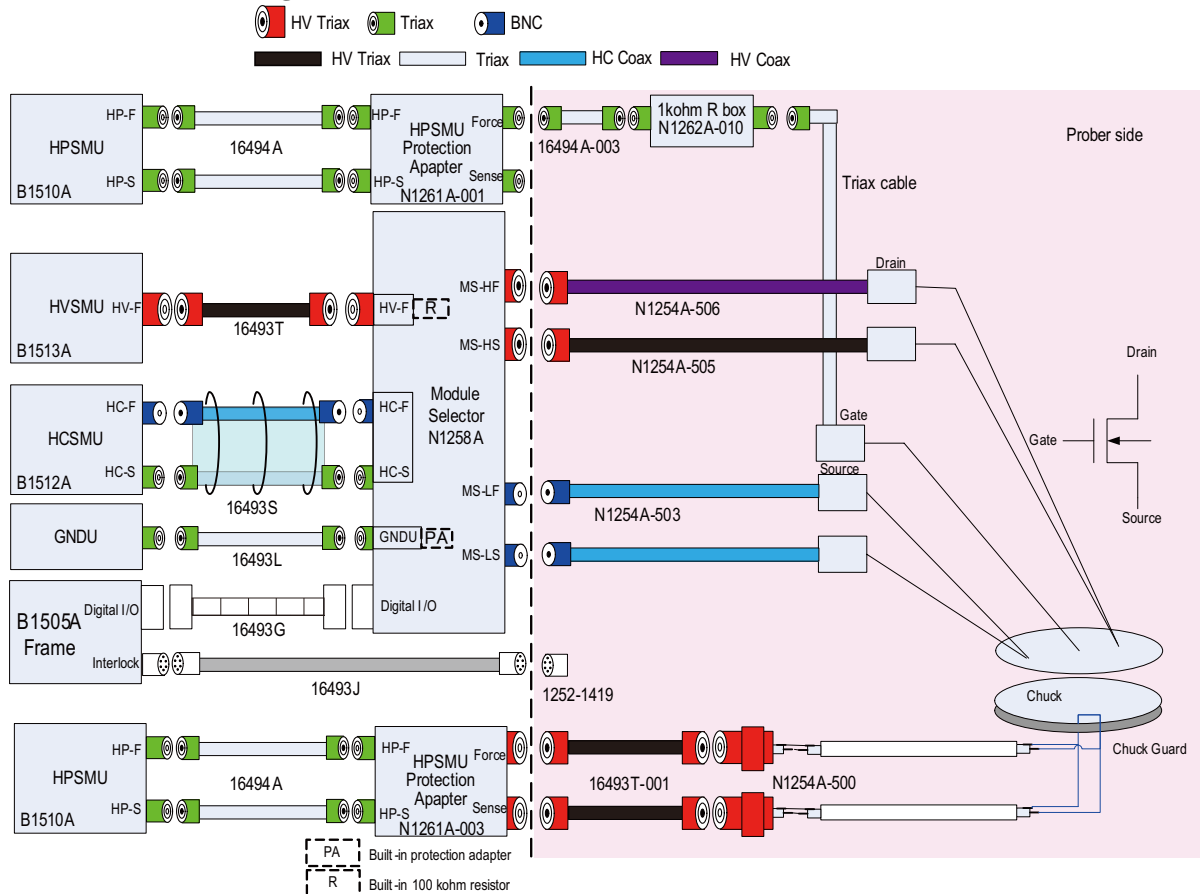 HV Triax Triax BNC
HV Triax Triax HC Coax HV Coax
HP-F
HPSMU
HP-S
B1510A
16494A
HP-F
Force
HPSMU
Protection
Apapter
HP-S
Sense
N1261A-001
16494A-003
1kohm R box
N1262A-010
Prober side
Triax cable
HVSMU
HV-F
B1513A
16493T
HV-F
R
MS-HF
MS-HS
Module
Selector
N1258A
N1254A-506
Drain
N1254A-505
HC-F
HCSMU
HC-S
B1512A
16493S
HC-F
HC-S
MS-LF
MS-LS
Gate
Source
N1254A-503
Drain
Gate
Source
GNDU
16493L
GNDU
PA
Digital I/O
B1505A
Frame
Interlock
16493G
Digital I/O
16493J
1252-1419
Chuck
Chuck Guard
HP-F
HPSMU
HP-S
B1510A
16494A
HP-F
Force
HPSMU
Protection
Apapter
HP-S
Sense
N1261A-003
16493T-001
N1254A-500
PA Built-in protection adapter
R Built-in 100 kohm resistor